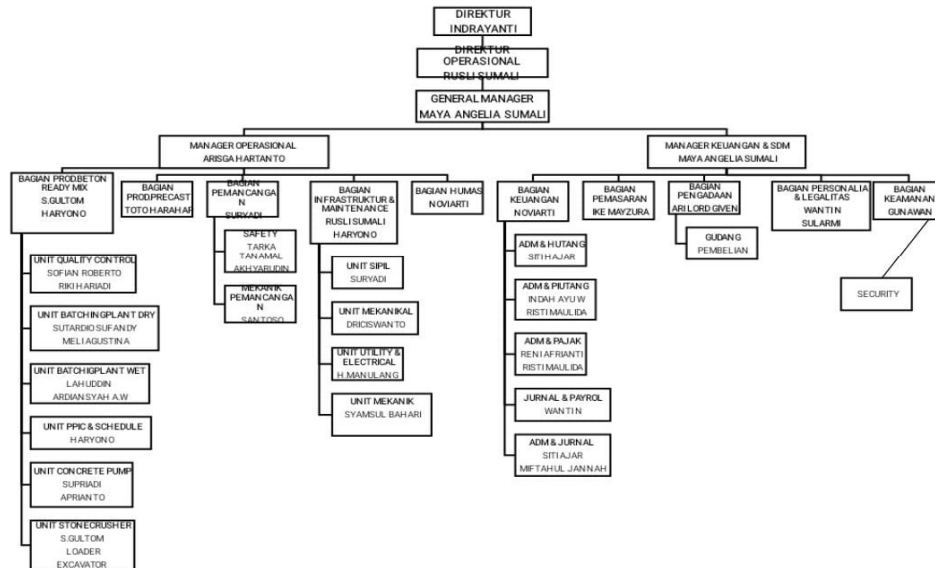 DIREKTUR
INDRAYANTI
DIREKTUR
OPERASIONAL
RUSLI SUMALI
GENERAL MANAGER
MAYA ANGELIA SUMALI
MANAGER OPERASIONAL
ARISGA HARTANTO
MANAGER KEUANGAN & SDM
MAYA ANGELIA SUMALI
BAGIAN PROD.BETON
READY MIX
S.GULTOM
HARYONO
BAGIAN
PROD.PRECAST
TOTO HARAHAP
BAGIAN
PEMANCANGA
N
SURYADI
BAGIAN
INFRASTRUKTUR &
MAINTENANCE
RUSLI SUMALI
HARYONO
BAGIAN HUMAS
NOVIARTI
BAGIAN
KEUANGAN
NOVIARTI
BAGIAN
PEMASARAN
IKE MAYZURA
BAGIAN
PENGADAAN
ARI LORD GIVEN
BAGIAN PERSONALIA
& LEGALITAS
WANTIN
SULARMI
BAGIAN
KEAMANAN
GUNAWAN
UNIT QUALITY CONTROL
SOFIAN ROBERTO
RIKI HARIADI
UNIT BATCHINGPLANT DRY
SUTARDIO SUFANDY
MELI AGUSTINA
UNIT BATCHIGPLANT WET
LAHUDDIN
ARDIANSYAH A.W
UNIT PPIC & SCHEDULE
HARYONO
UNIT CONCRETE PUMP
SUPRIADI
APRIANTO
UNIT STONECRUSHER
S.GULTOM
LOADER
EXCAVATOR
SAFETY
TARKA
TANAMAL
AKHYARUDIN
MEKANIK
PEMANCANGA
N
SANTOSO
UNIT SIPIL
SURYADI
UNIT MEKANIKAL
DRICISWANTO
UNIT UTILITY &
ELECTRICAL
H.MANULANG
UNIT MEKANIK
SYAMSUL BAHARI
ADM & HUTANG
SITI HAJAR
ADM & PIUTANG
INDAH AYU W
RISTI MAULIDA
ADM & PAJAK
RENI AFRIANTI
RISTI MAULIDA
JURNAL & PAYROL
WANTIN
ADM & JURNAL
SITI AJAR
MIFTAHUL JANNAH
GUDANG
PEMBELIAN
SECURITY